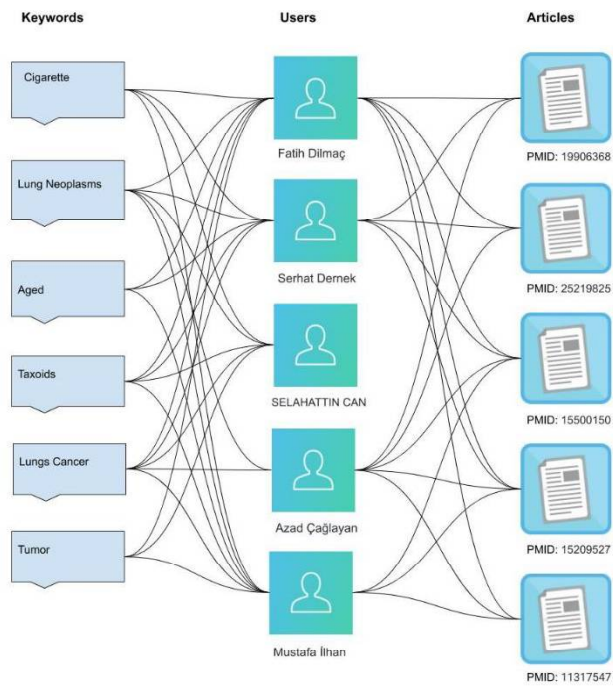 Keywords Users Articles
Cigarette
Fatih Dilmaç
PMID: 19906368
Lung Neoplasms
Serhat Dernek
PMID: 25219825
Aged
SELAHATTIN CAN
PMID: 15500150
Taxoids
Lungs Cancer
Azad Çağlayan
PMID: 15209527
Tumor
Mustafa İlhan
PMID: 11317547